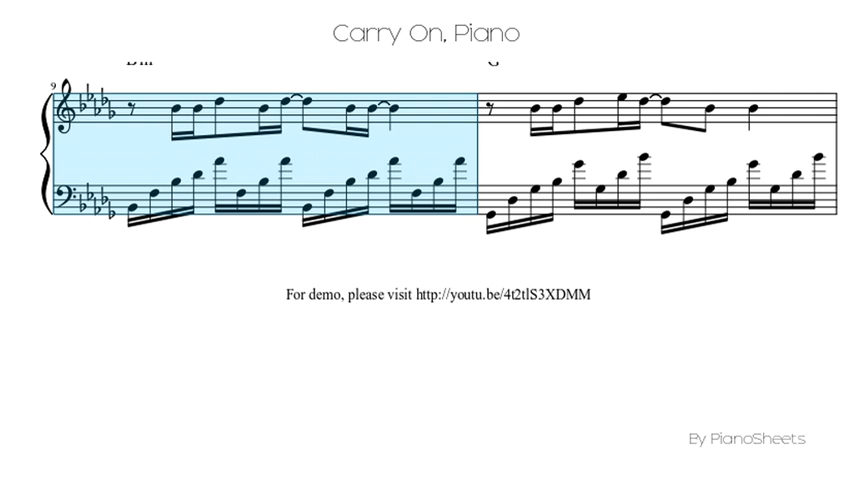 Carry On, Piano
9
For demo, please visit http://youtu.be/4t2tlS3XDMM
By PianoSheets